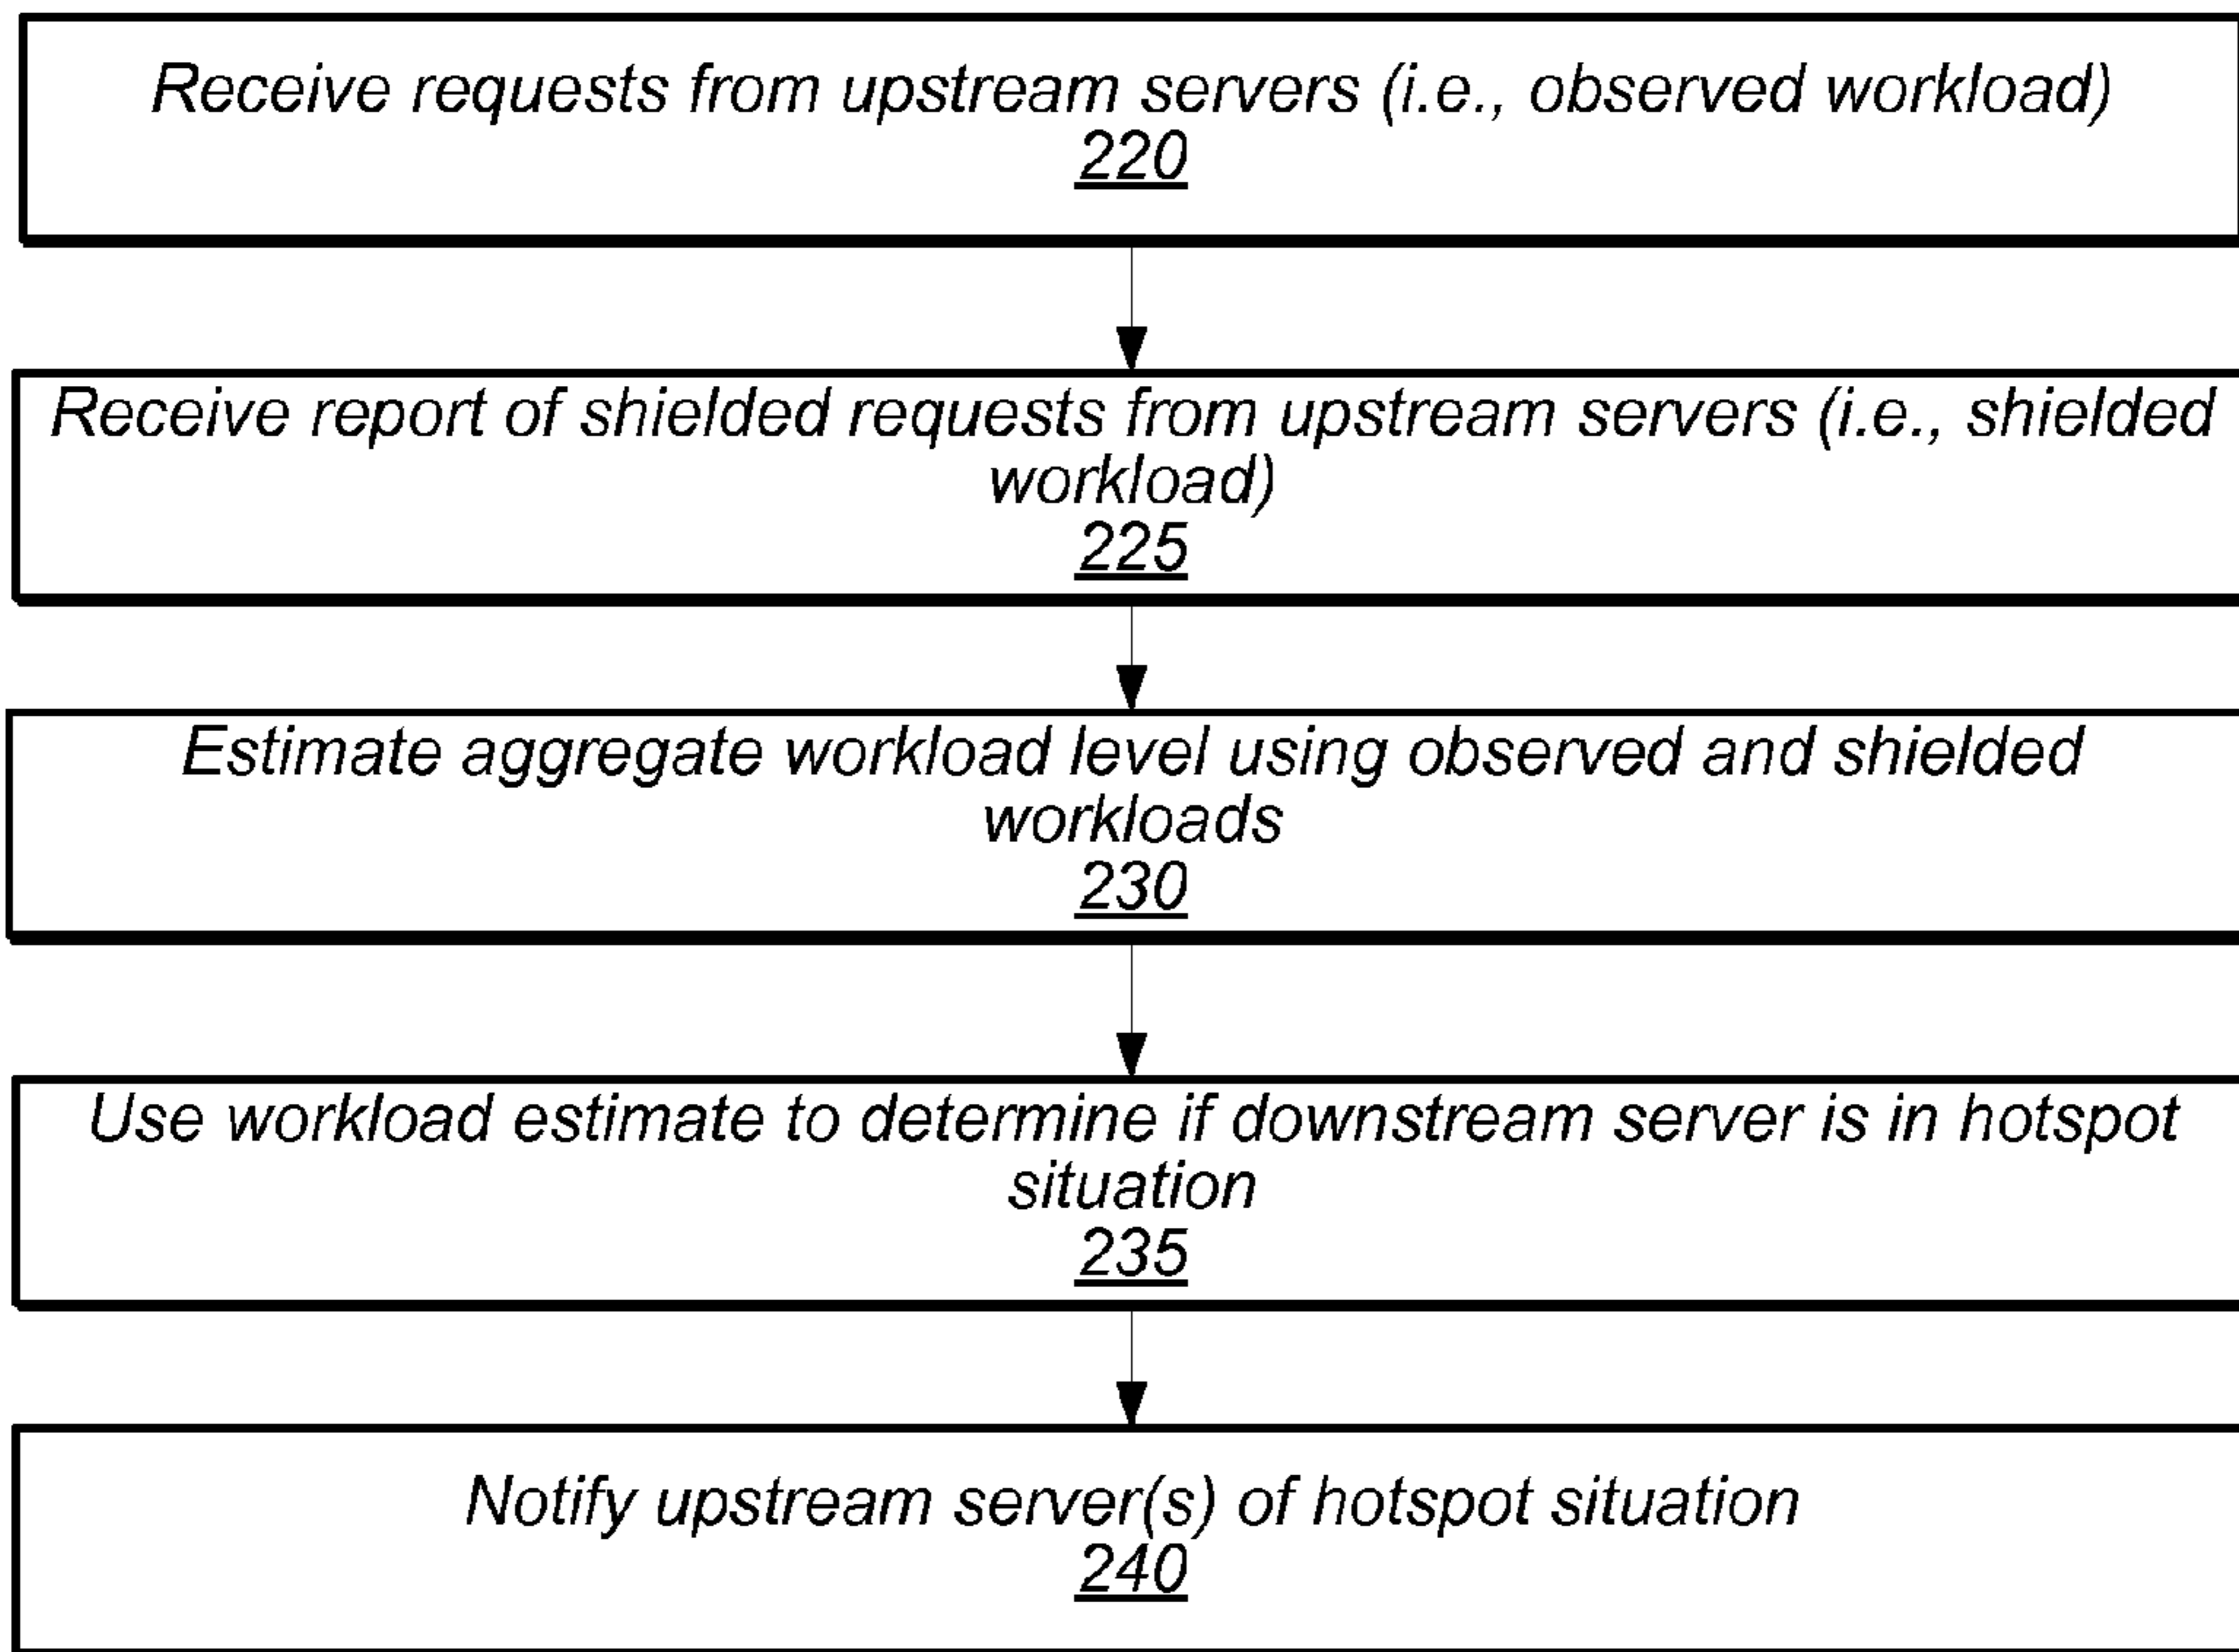 Receive requests from upstream servers (i.e., observed workload)
220
Receive report of shielded requests from upstream servers (i.e., shielded
workload)
225
Estimate aggregate workload level using observed and shielded
workloads
230
Use workload estimate to determine if downstream server is in hotspot
situation
235
Notify upstream server(s) of hotspot situation
240